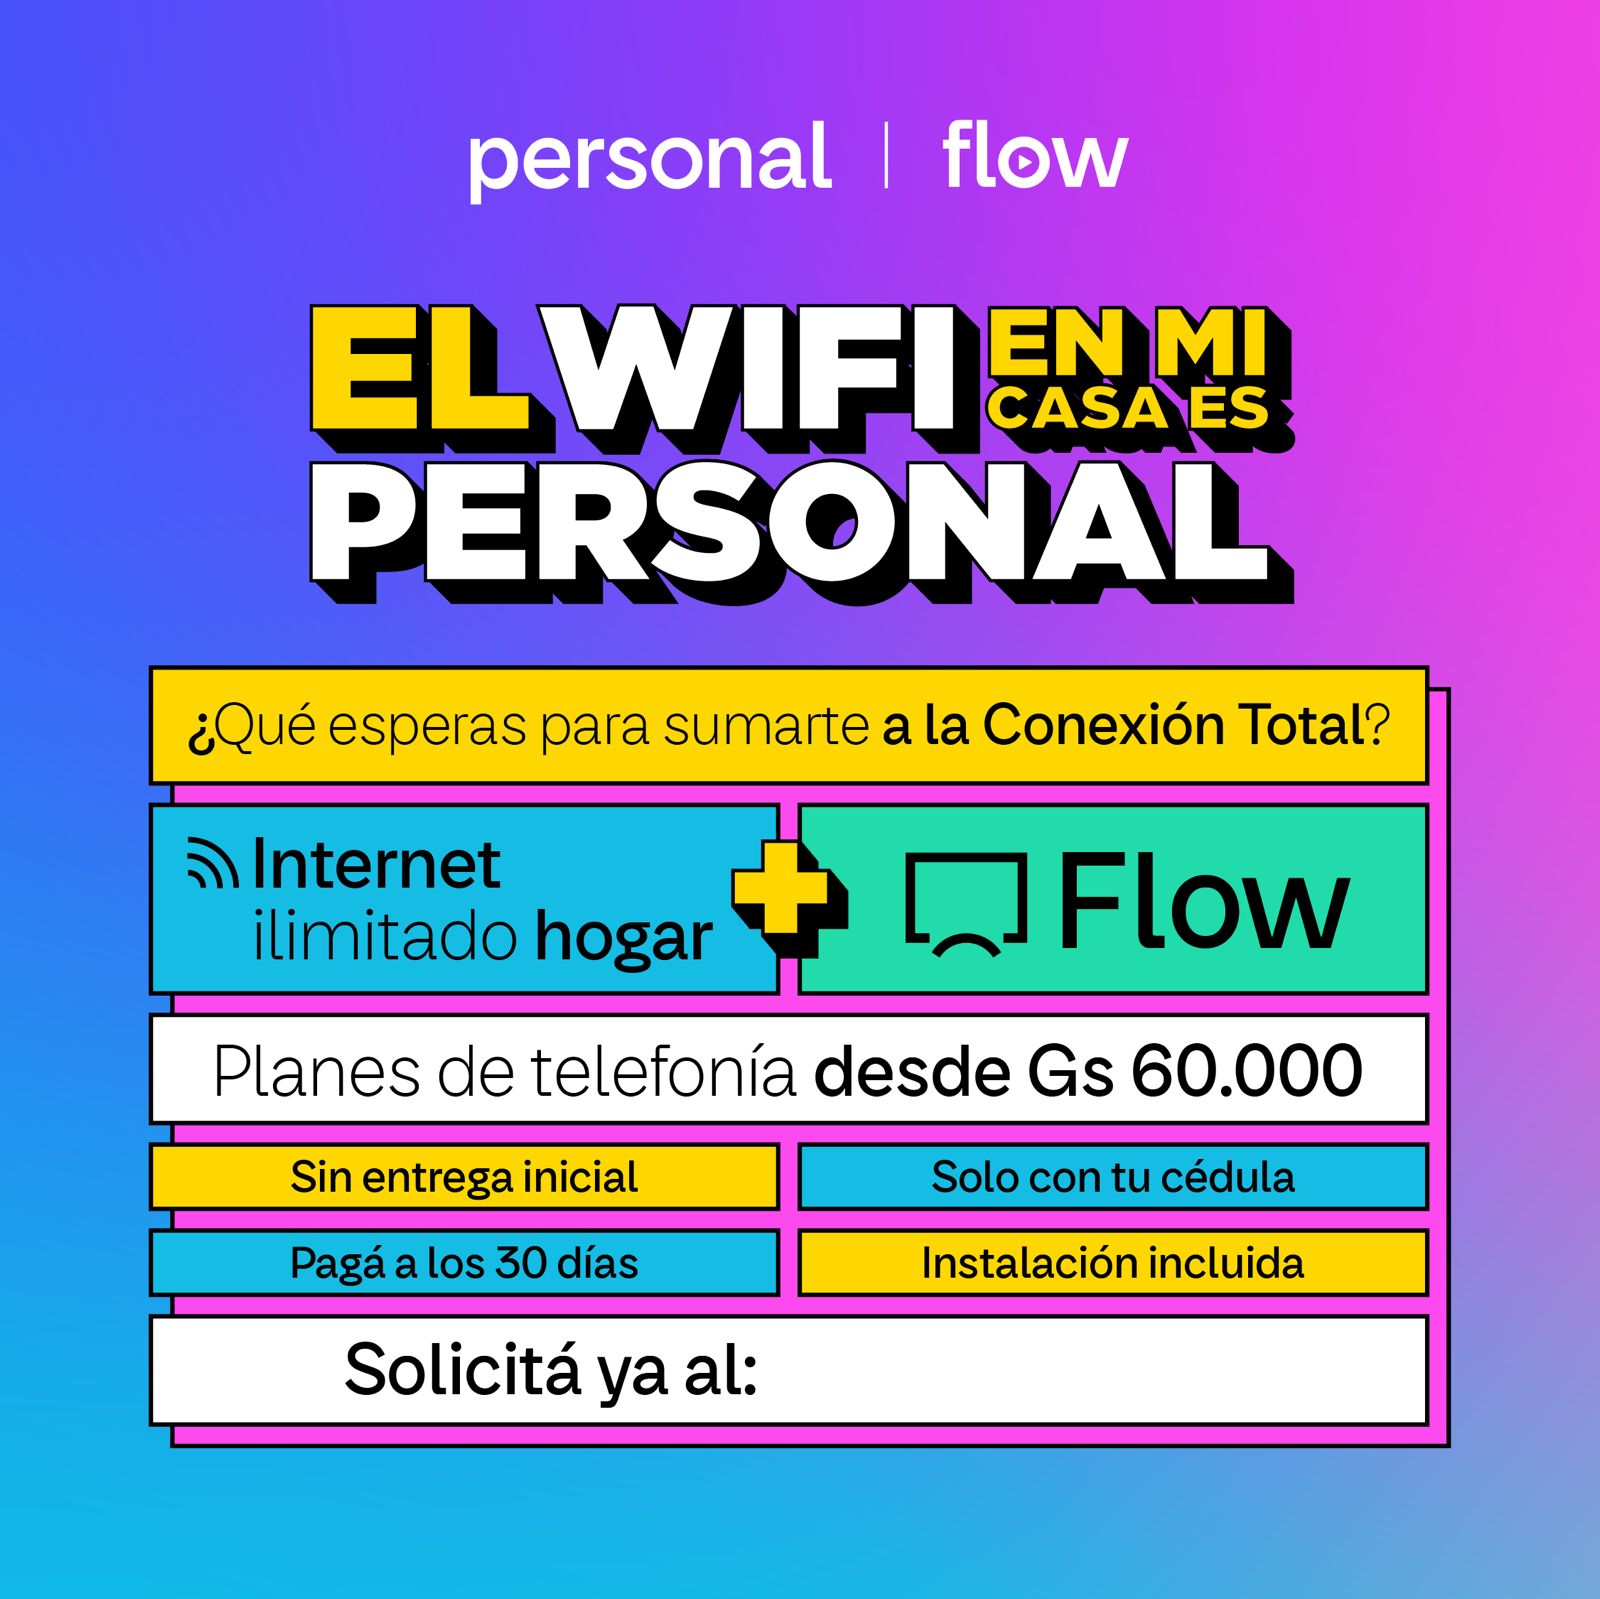 personal | flow
EL WIFI EN MI
CASA ES
PERSONAL
¿Qué esperas para sumarte a la Conexión Total?
Internet
ilimitado hogar
Flow
Planes de telefonía desde Gs 60.000
Sin entrega inicial
Solo con tu cédula
Pagá a los 30 días
Instalación incluida
Solicitá ya al: